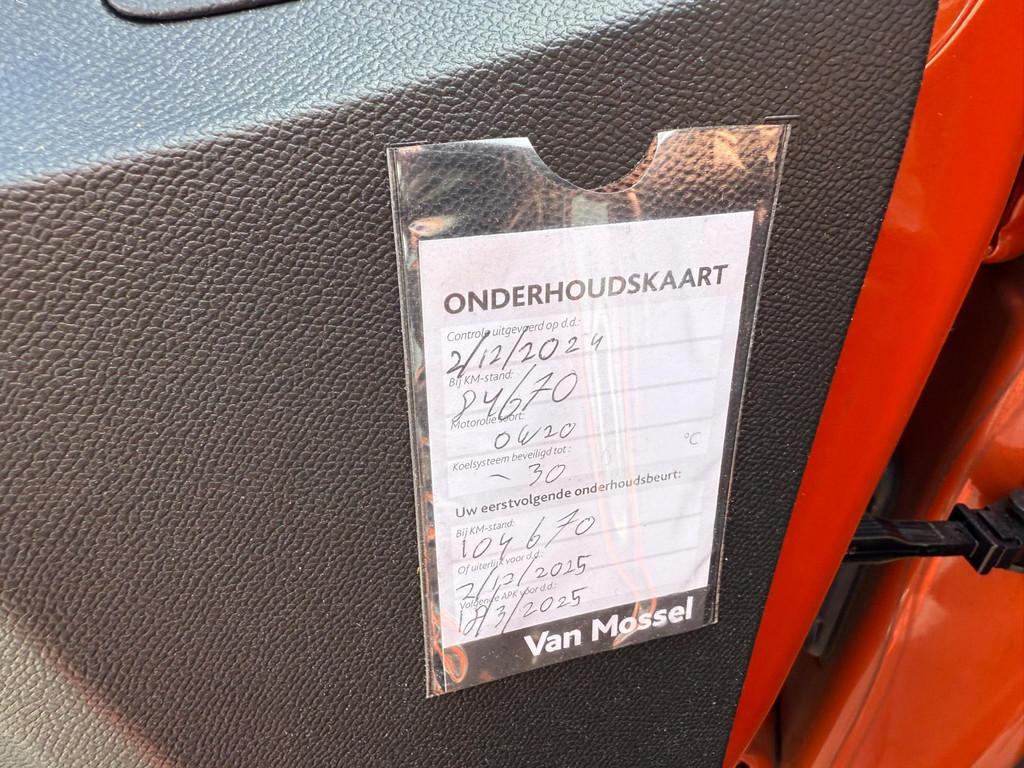 ONDERHOUDSKAART
Controle uitgevoerd op d.d.:
2/12/2024
Bij KM-stand:
84670
Motorolie soort:
0W20
°C
Koelsysteem beveiligd tot:
- 30
Uw eerstvolgende onderhoudsbeurt:
Bij KM-stand:
104670
Of uiterlijk voor d.d.:
2/12/2025
Volgende APK voor d.d.:
18/3/2025
Van Mossel